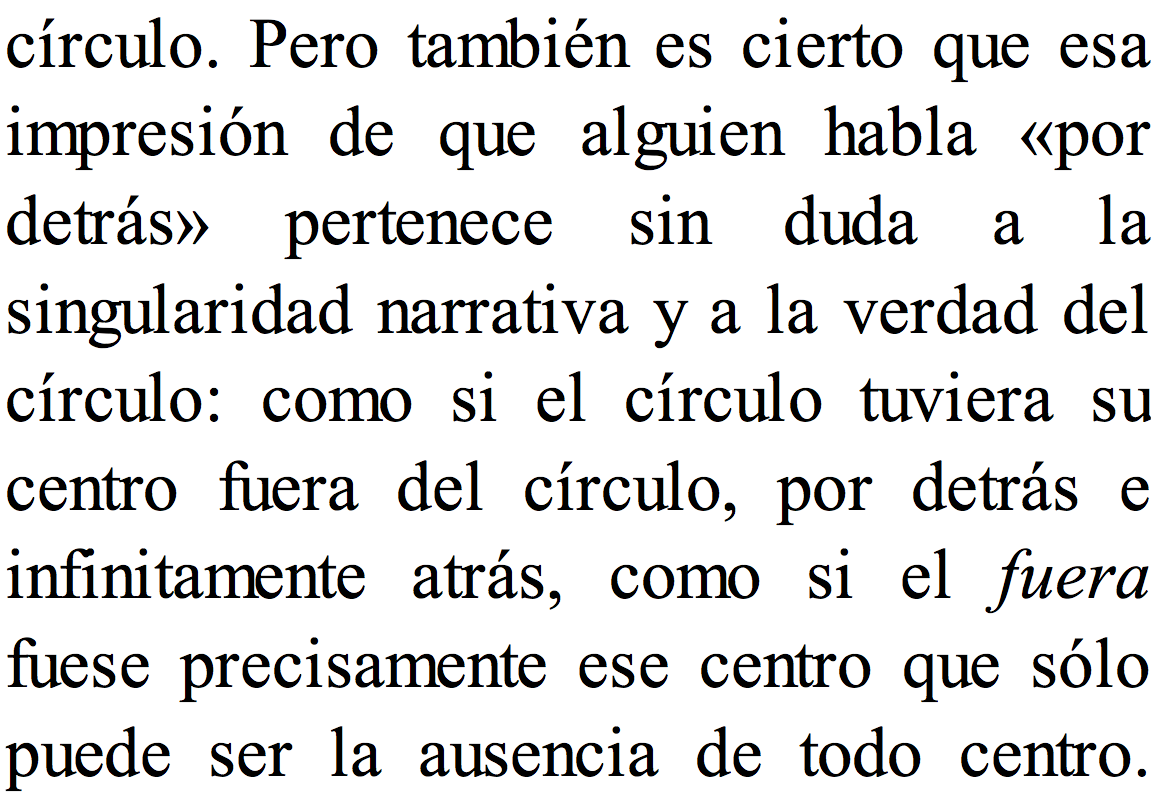 círculo. Pero también es cierto que esa
impresión de que alguien habla «por
detrás» pertenece sin duda a la
singularidad narrativa y a la verdad del
círculo: como si el círculo tuviera su
centro fuera del círculo, por detrás e
infinitamente atrás, como si el fuera
fuese precisamente ese centro que sólo
puede ser la ausencia de todo centro.